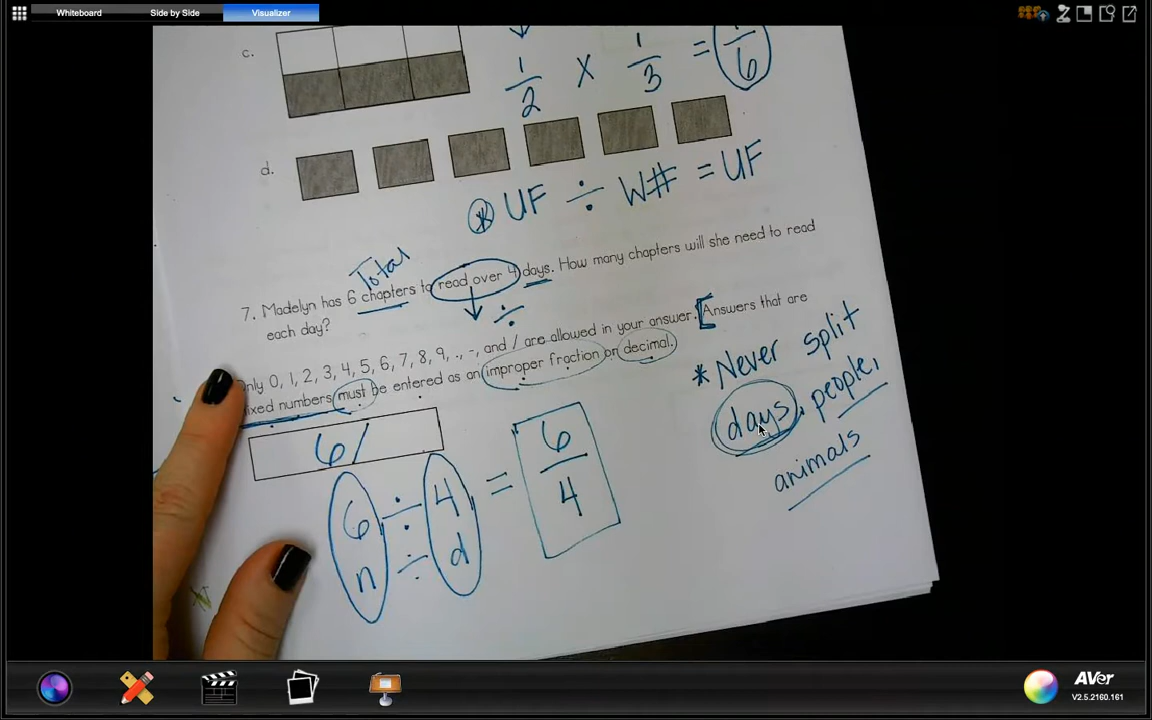 Whiteboard Side by Side Visualizer
c.
1/2 X 1/3 = 1/6
d.
* UF ÷ W# = UF
Total
7. Madelyn has 6 chapters to read over 4 days. How many chapters will she need to read
each day?
÷
Only 0, 1, 2, 3, 4, 5, 6, 7, 8, 9, ., -, and / are allowed in your answer. [Answers that are
mixed numbers must be entered as an improper fraction or decimal.
* Never split
days, people,
animals
6/
6 ÷ 4 = 6/4
n ÷ d
AVer
V2.5.2160.161